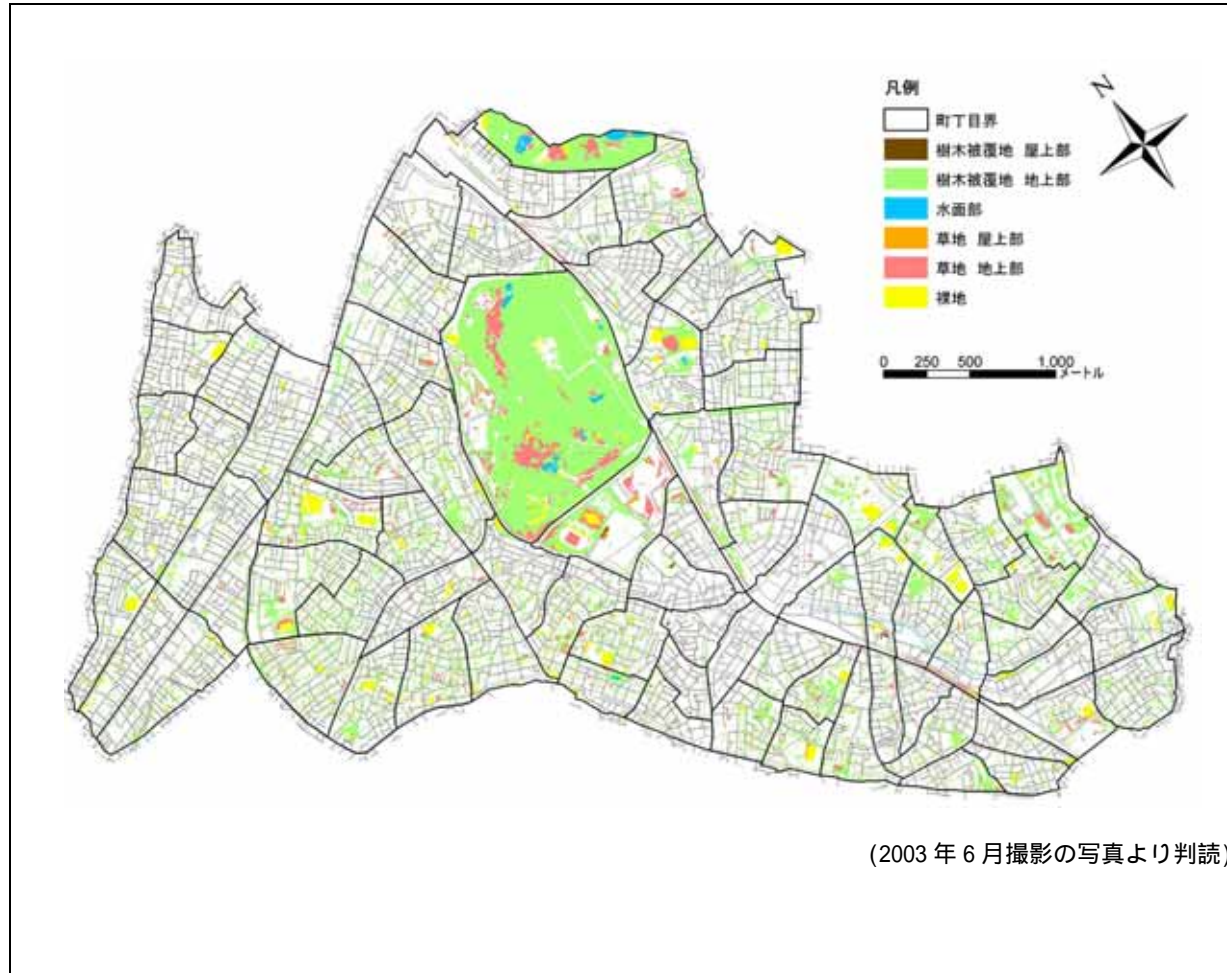 凡例
町丁目界
樹木被覆地 屋上部
樹木被覆地 地上部
水面部
草地 屋上部
草地 地上部
裸地
N
0 250 500 1,000
メートル
(2003 年 6 月撮影の写真より判読)